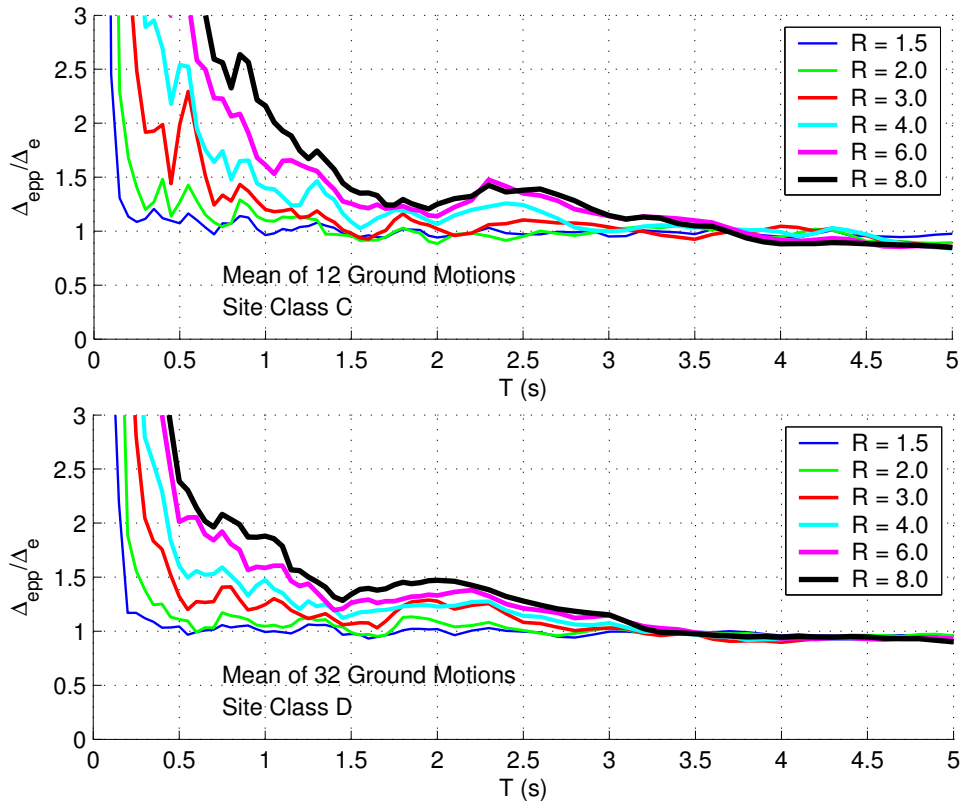 3
2.5
2
1.5
1
0.5
0
Δepp/Δe
0 0.5 1 1.5 2 2.5 3 3.5 4 4.5 5
T (s)
Mean of 12 Ground Motions
Site Class C
R = 1.5
R = 2.0
R = 3.0
R = 4.0
R = 6.0
R = 8.0
3
2.5
2
1.5
1
0.5
0
Δepp/Δe
0 0.5 1 1.5 2 2.5 3 3.5 4 4.5 5
T (s)
Mean of 32 Ground Motions
Site Class D
R = 1.5
R = 2.0
R = 3.0
R = 4.0
R = 6.0
R = 8.0